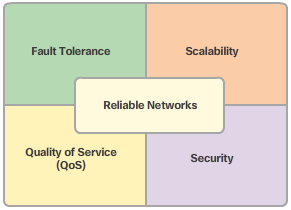 Fault Tolerance
Scalability
Reliable Networks
Quality of Service
(QoS)
Security